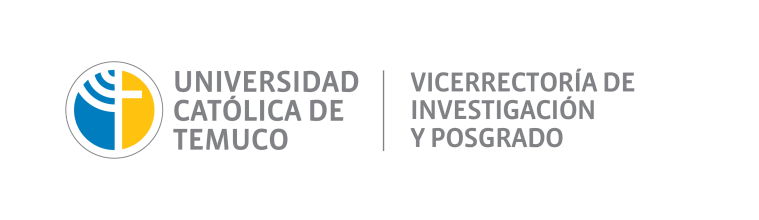 UNIVERSIDAD
CATÓLICA DE
TEMUCO
VICERRECTORÍA DE
INVESTIGACIÓN
Y POSGRADO